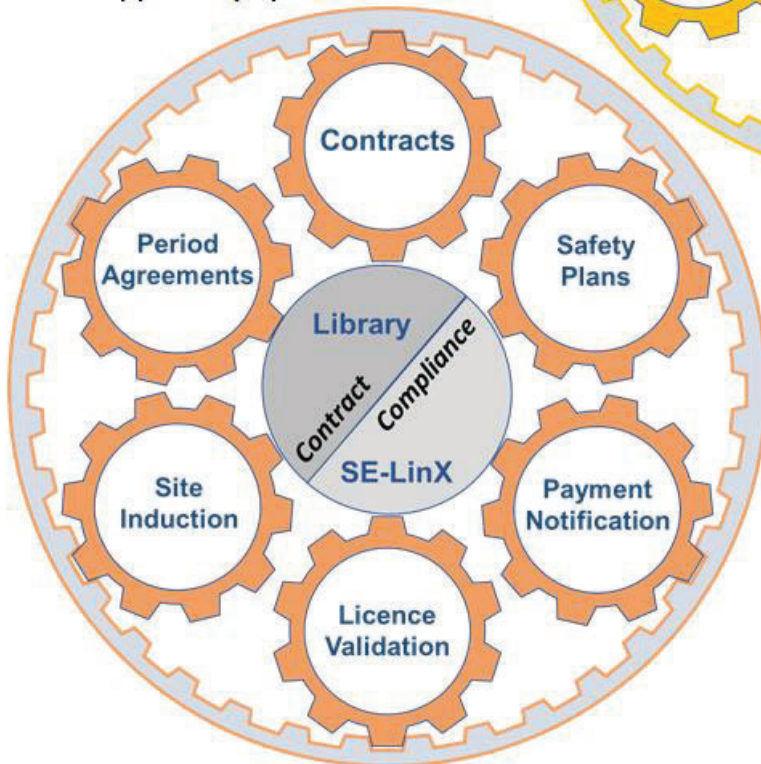 Contracts
Period
Agreements
Safety
Plans
Library
Contract
Compliance
SE-LinX
Site
Induction
Payment
Notification
Licence
Validation